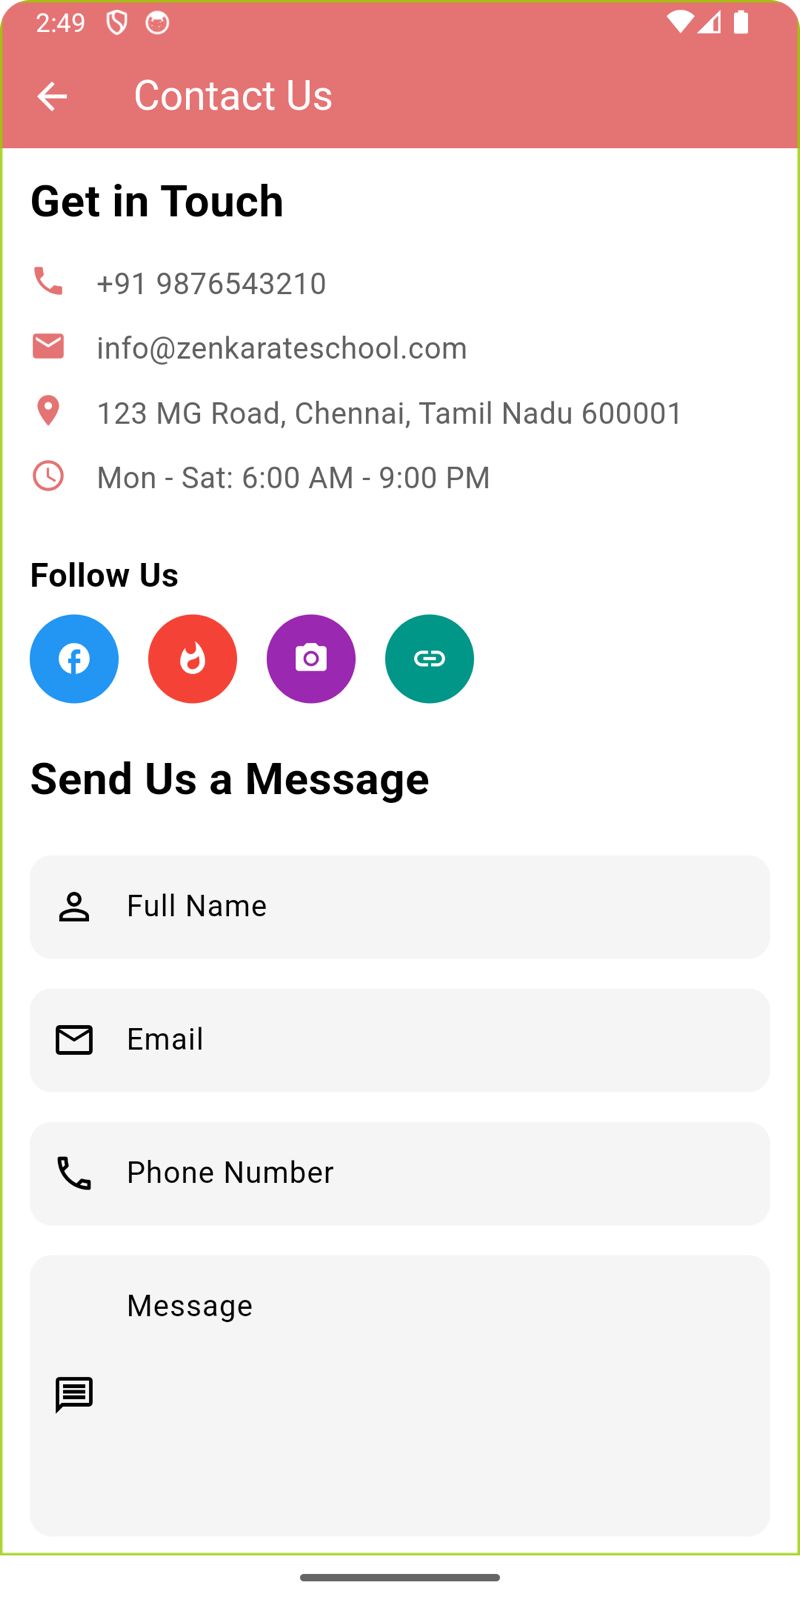 2:49
Contact Us
Get in Touch
+91 9876543210
info@zenkarateschool.com
123 MG Road, Chennai, Tamil Nadu 600001
Mon - Sat: 6:00 AM - 9:00 PM
Follow Us
Send Us a Message
Full Name
Email
Phone Number
Message